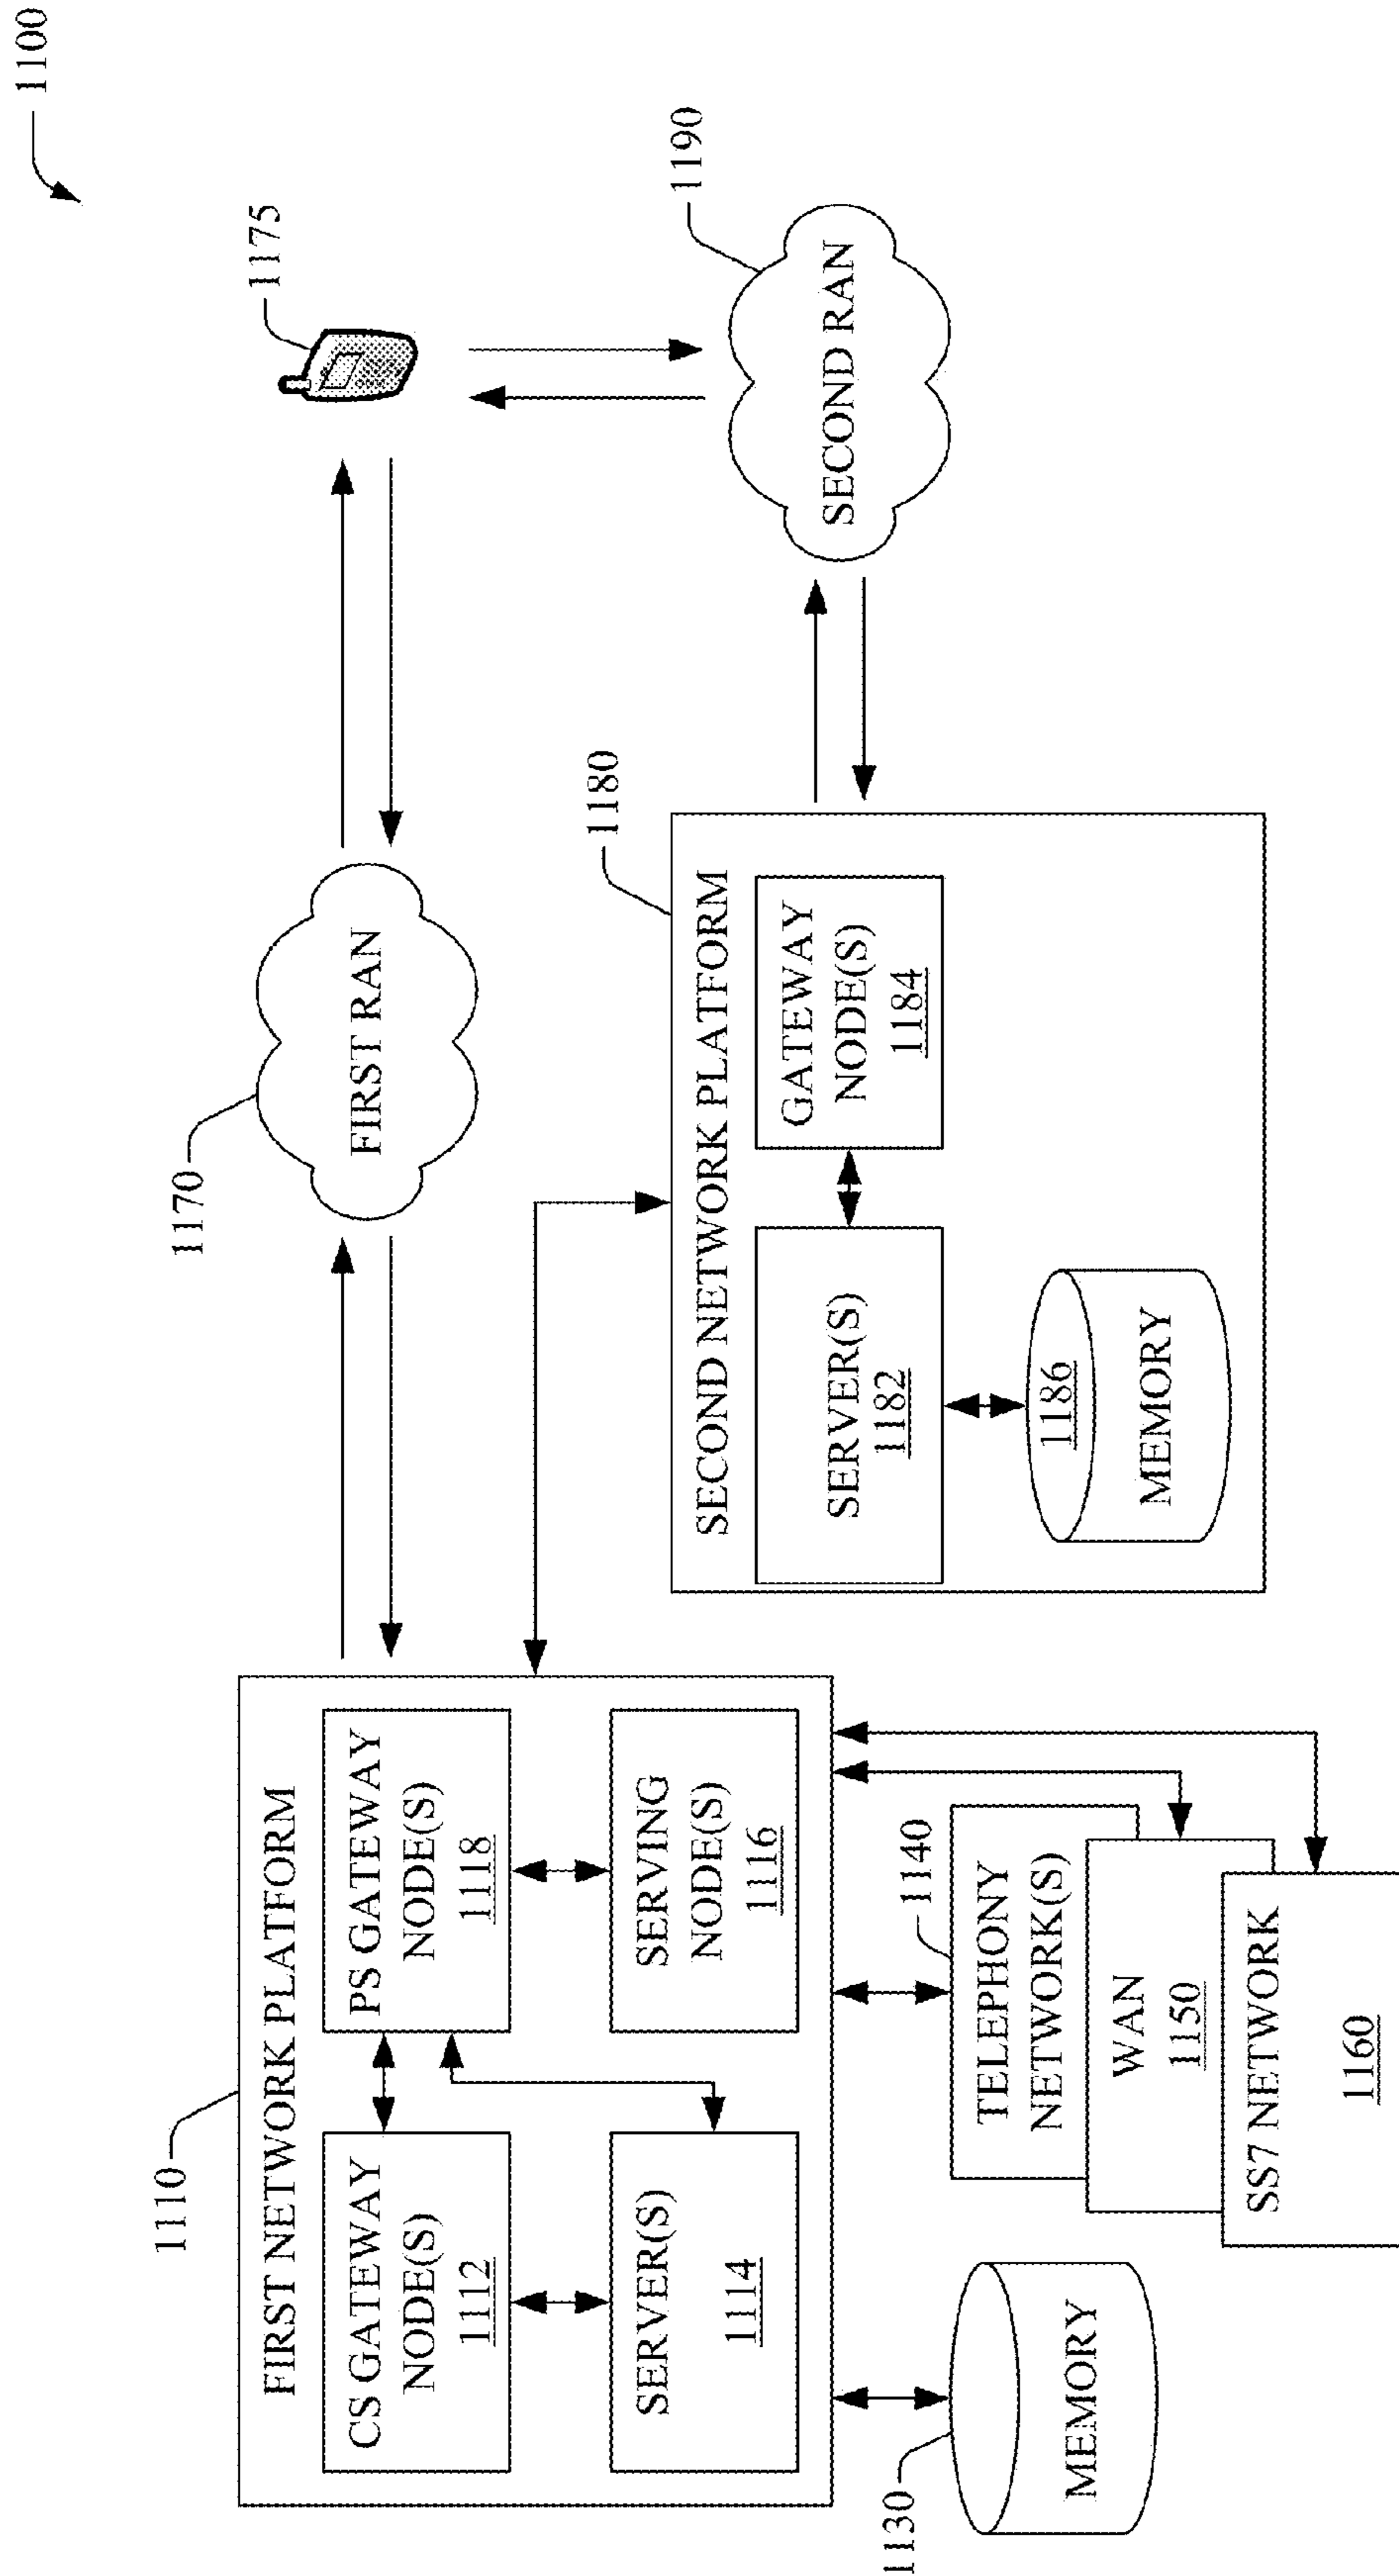 1100
1175
1190
SECOND RAN
1170
FIRST RAN
1180
SECOND NETWORK PLATFORM
SERVER(S)
1182
GATEWAY
NODE(S)
1184
1186
MEMORY
1110
FIRST NETWORK PLATFORM
CS GATEWAY
NODE(S)
1112
PS GATEWAY
NODE(S)
1118
SERVER(S)
1114
SERVING
NODE(S)
1116
1130
MEMORY
1140
TELEPHONY
NETWORK(S)
WAN
1150
SS7 NETWORK
1160